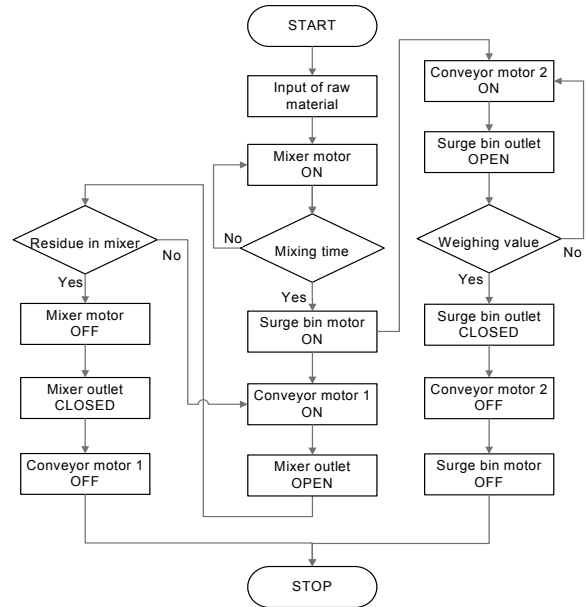 START
Input of raw
material
Mixer motor
ON
No
Mixing time
Yes
Surge bin motor
ON
Conveyor motor 1
ON
Mixer outlet
OPEN
Residue in mixer
No
Yes
Mixer motor
OFF
Mixer outlet
CLOSED
Conveyor motor 1
OFF
Conveyor motor 2
ON
Surge bin outlet
OPEN
Weighing value
No
Yes
Surge bin outlet
CLOSED
Conveyor motor 2
OFF
Surge bin motor
OFF
STOP